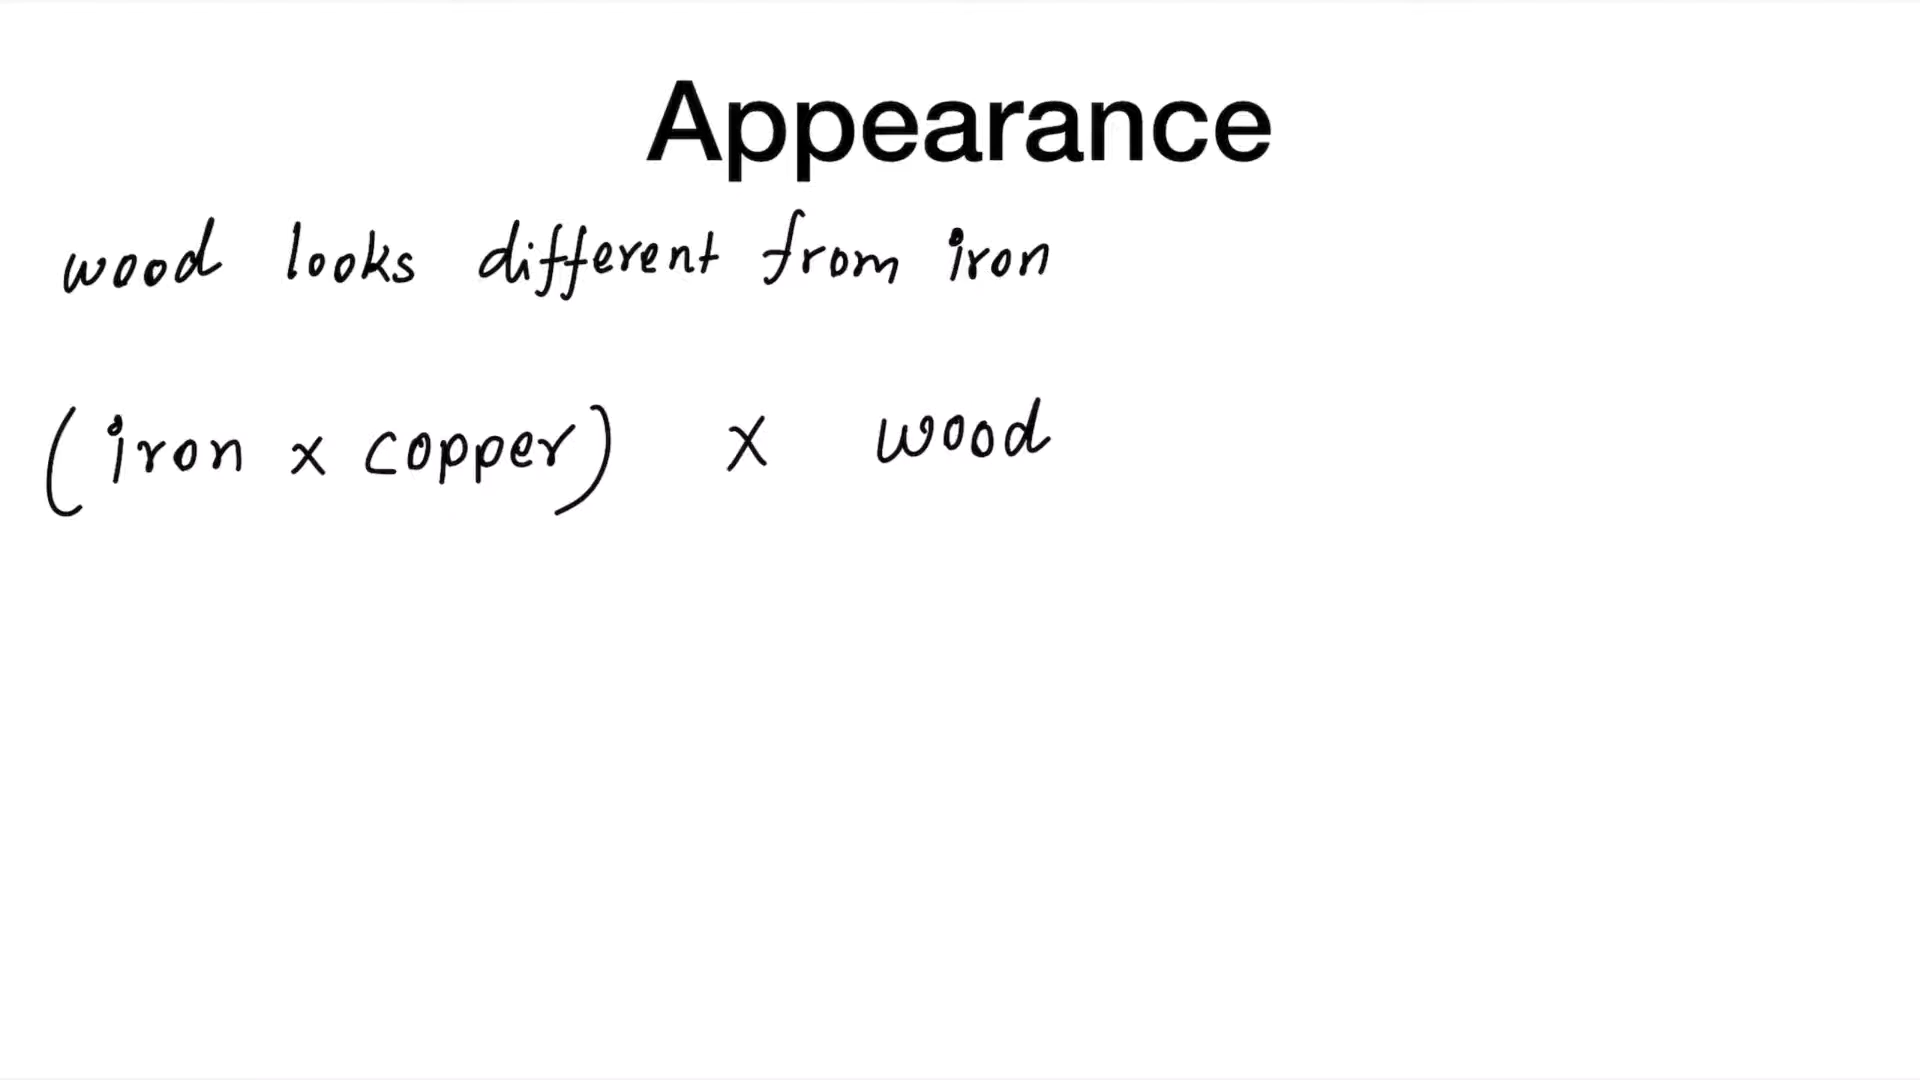 Appearance
wood looks different from iron
(iron x copper) x wood